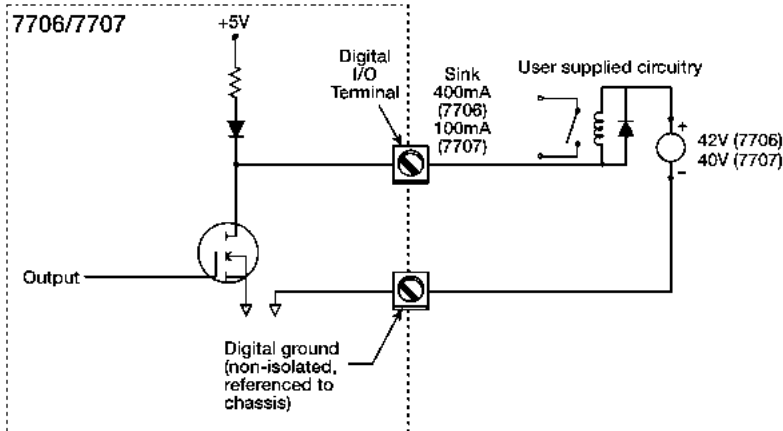 7706/7707
+5V
Digital
I/O
Terminal
Sink
400mA
(7706)
100mA
(7707)
User supplied circuitry
+
42V (7706)
40V (7707)
−
Output
Digital ground
(non-isolated,
referenced to
chassis)